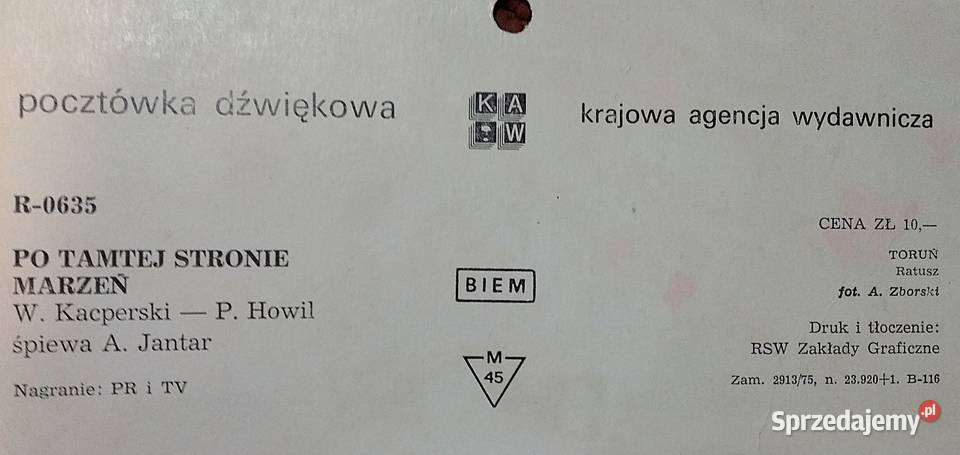 pocztówka dźwiękowa
K A
W
krajowa agencja wydawnicza
R-0635
PO TAMTEJ STRONIE
MARZEŃ
W. Kacperski — P. Howil
śpiewa A. Jantar
Nagranie: PR i TV
BIEM
M
45
CENA ZŁ 10,—
TORUŃ
Ratusz
fot. A. Zborski
Druk i tłoczenie:
RSW Zakłady Graficzne
Zam. 2913/75, n. 23.920+1. B-116
Sprzedajemy.pl